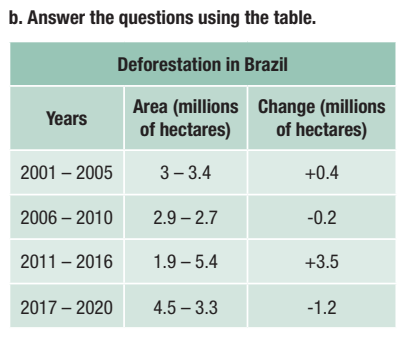 b. Answer the questions using the table.
Deforestation in Brazil
Years
Area (millions
of hectares)
Change (millions
of hectares)
2001 – 2005 3 – 3.4 +0.4
2006 – 2010 2.9 – 2.7 -0.2
2011 – 2016 1.9 – 5.4 +3.5
2017 – 2020 4.5 – 3.3 -1.2